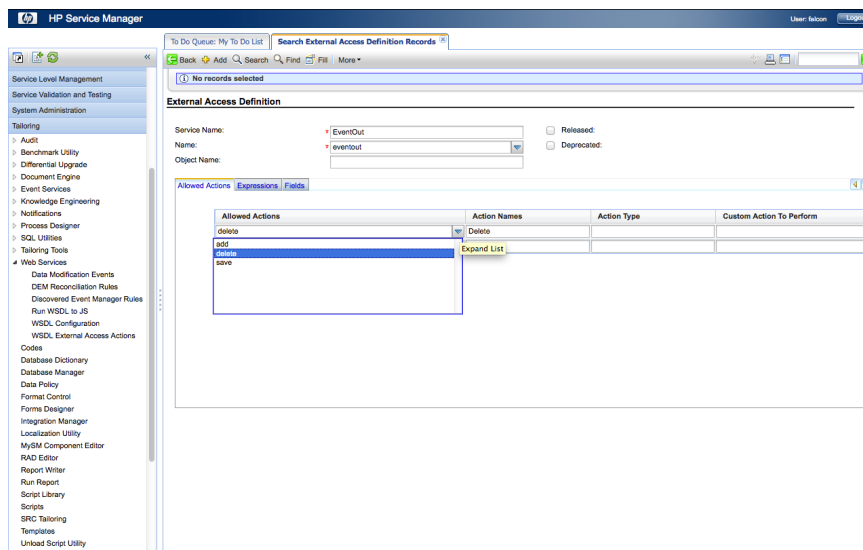 hp HP Service Manager
User: falcon
To Do Queue: My To Do List
Search External Access Definition Records
Back Add Search Find Fill More
No records selected
External Access Definition
Service Name: EventOut Released:
Name: eventout Deprecated:
Object Name:
Allowed Actions Expressions Fields
Allowed Actions Action Names Action Type Custom Action To Perform
delete Delete
add
delete
save
Expand List
Service Level Management
Service Validation and Testing
System Administration
Tailoring
Audit
Benchmark Utility
Differential Upgrade
Document Engine
Event Services
Knowledge Engineering
Notifications
Process Designer
SQL Utilities
Tailoring Tools
Web Services
Data Modification Events
DEM Reconciliation Rules
Discovered Event Manager Rules
Run WSDL to JS
WSDL Configuration
WSDL External Access Actions
Codes
Database Dictionary
Database Manager
Data Policy
Format Control
Forms Designer
Integration Manager
Localization Utility
MySM Component Editor
RAD Editor
Report Writer
Run Report
Script Library
Scripts
SRC Tailoring
Templates
Unload Script Utility